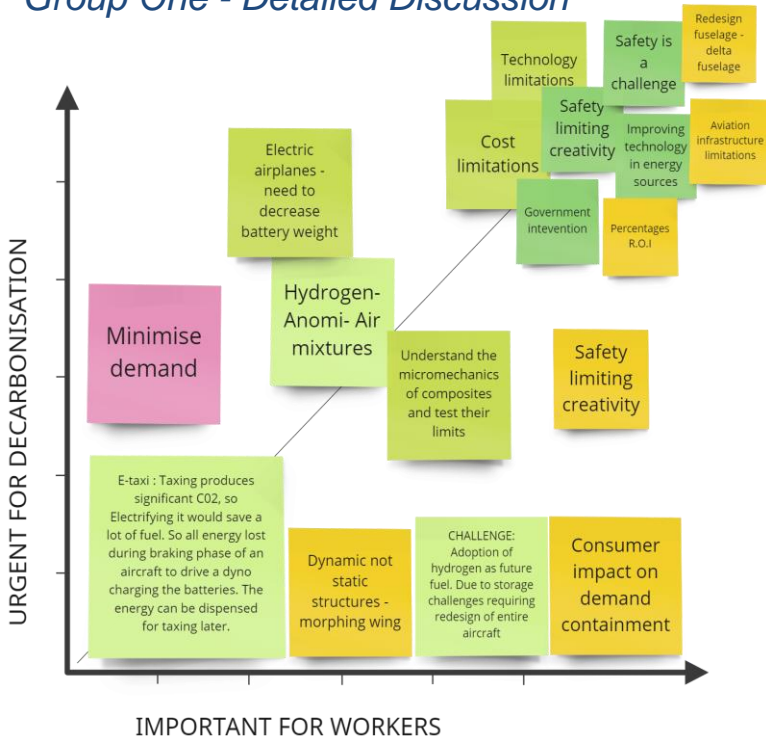 Group One - Detailed Discussion
Redesign
fuselage -
delta
fuselage
Safety is
a
challenge
Technology
limitations
Safety
limiting
creativity
Improving
technology
in energy
sources
Aviation
infrastructure
limitations
Cost
limitations
Electric
airplanes -
need to
decrease
battery weight
Government
intevention
Percentages
R.O.I
Hydrogen-
Anomi- Air
mixtures
Minimise
demand
Understand the
micromechanics
of composites
and test their
limits
Safety
limiting
creativity
E-taxi : Taxing produces
significant C02, so
Electrifying it would save a
lot of fuel. So all energy lost
during braking phase of an
aircraft to drive a dyno
charging the batteries. The
energy can be dispensed
for taxing later.
Dynamic not
static
structures -
morphing wing
CHALLENGE:
Adoption of
hydrogen as future
fuel. Due to storage
challenges requiring
redesign of entire
aircraft
Consumer
impact on
demand
containment
URGENT FOR DECARBONISATION
IMPORTANT FOR WORKERS